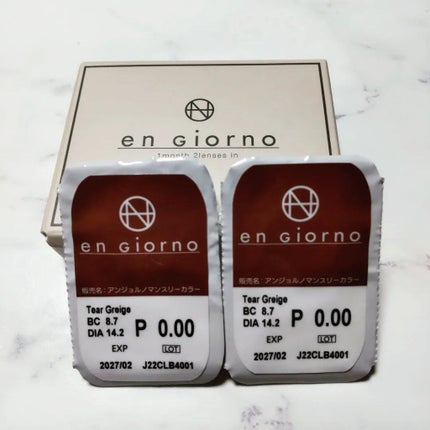 en Giorno
1month 2lenses in
en Giorno
販売名：アンジョルノマンスリーカラー
Tear Greige
BC 8.7
DIA 14.2
P 0.00
EXP LOT
2027/02 J22CLB4001
en Giorno
販売名：アンジョルノマンスリーカラー
Tear Greige
BC 8.7
DIA 14.2
P 0.00
EXP LOT
2027/02 J22CLB4001